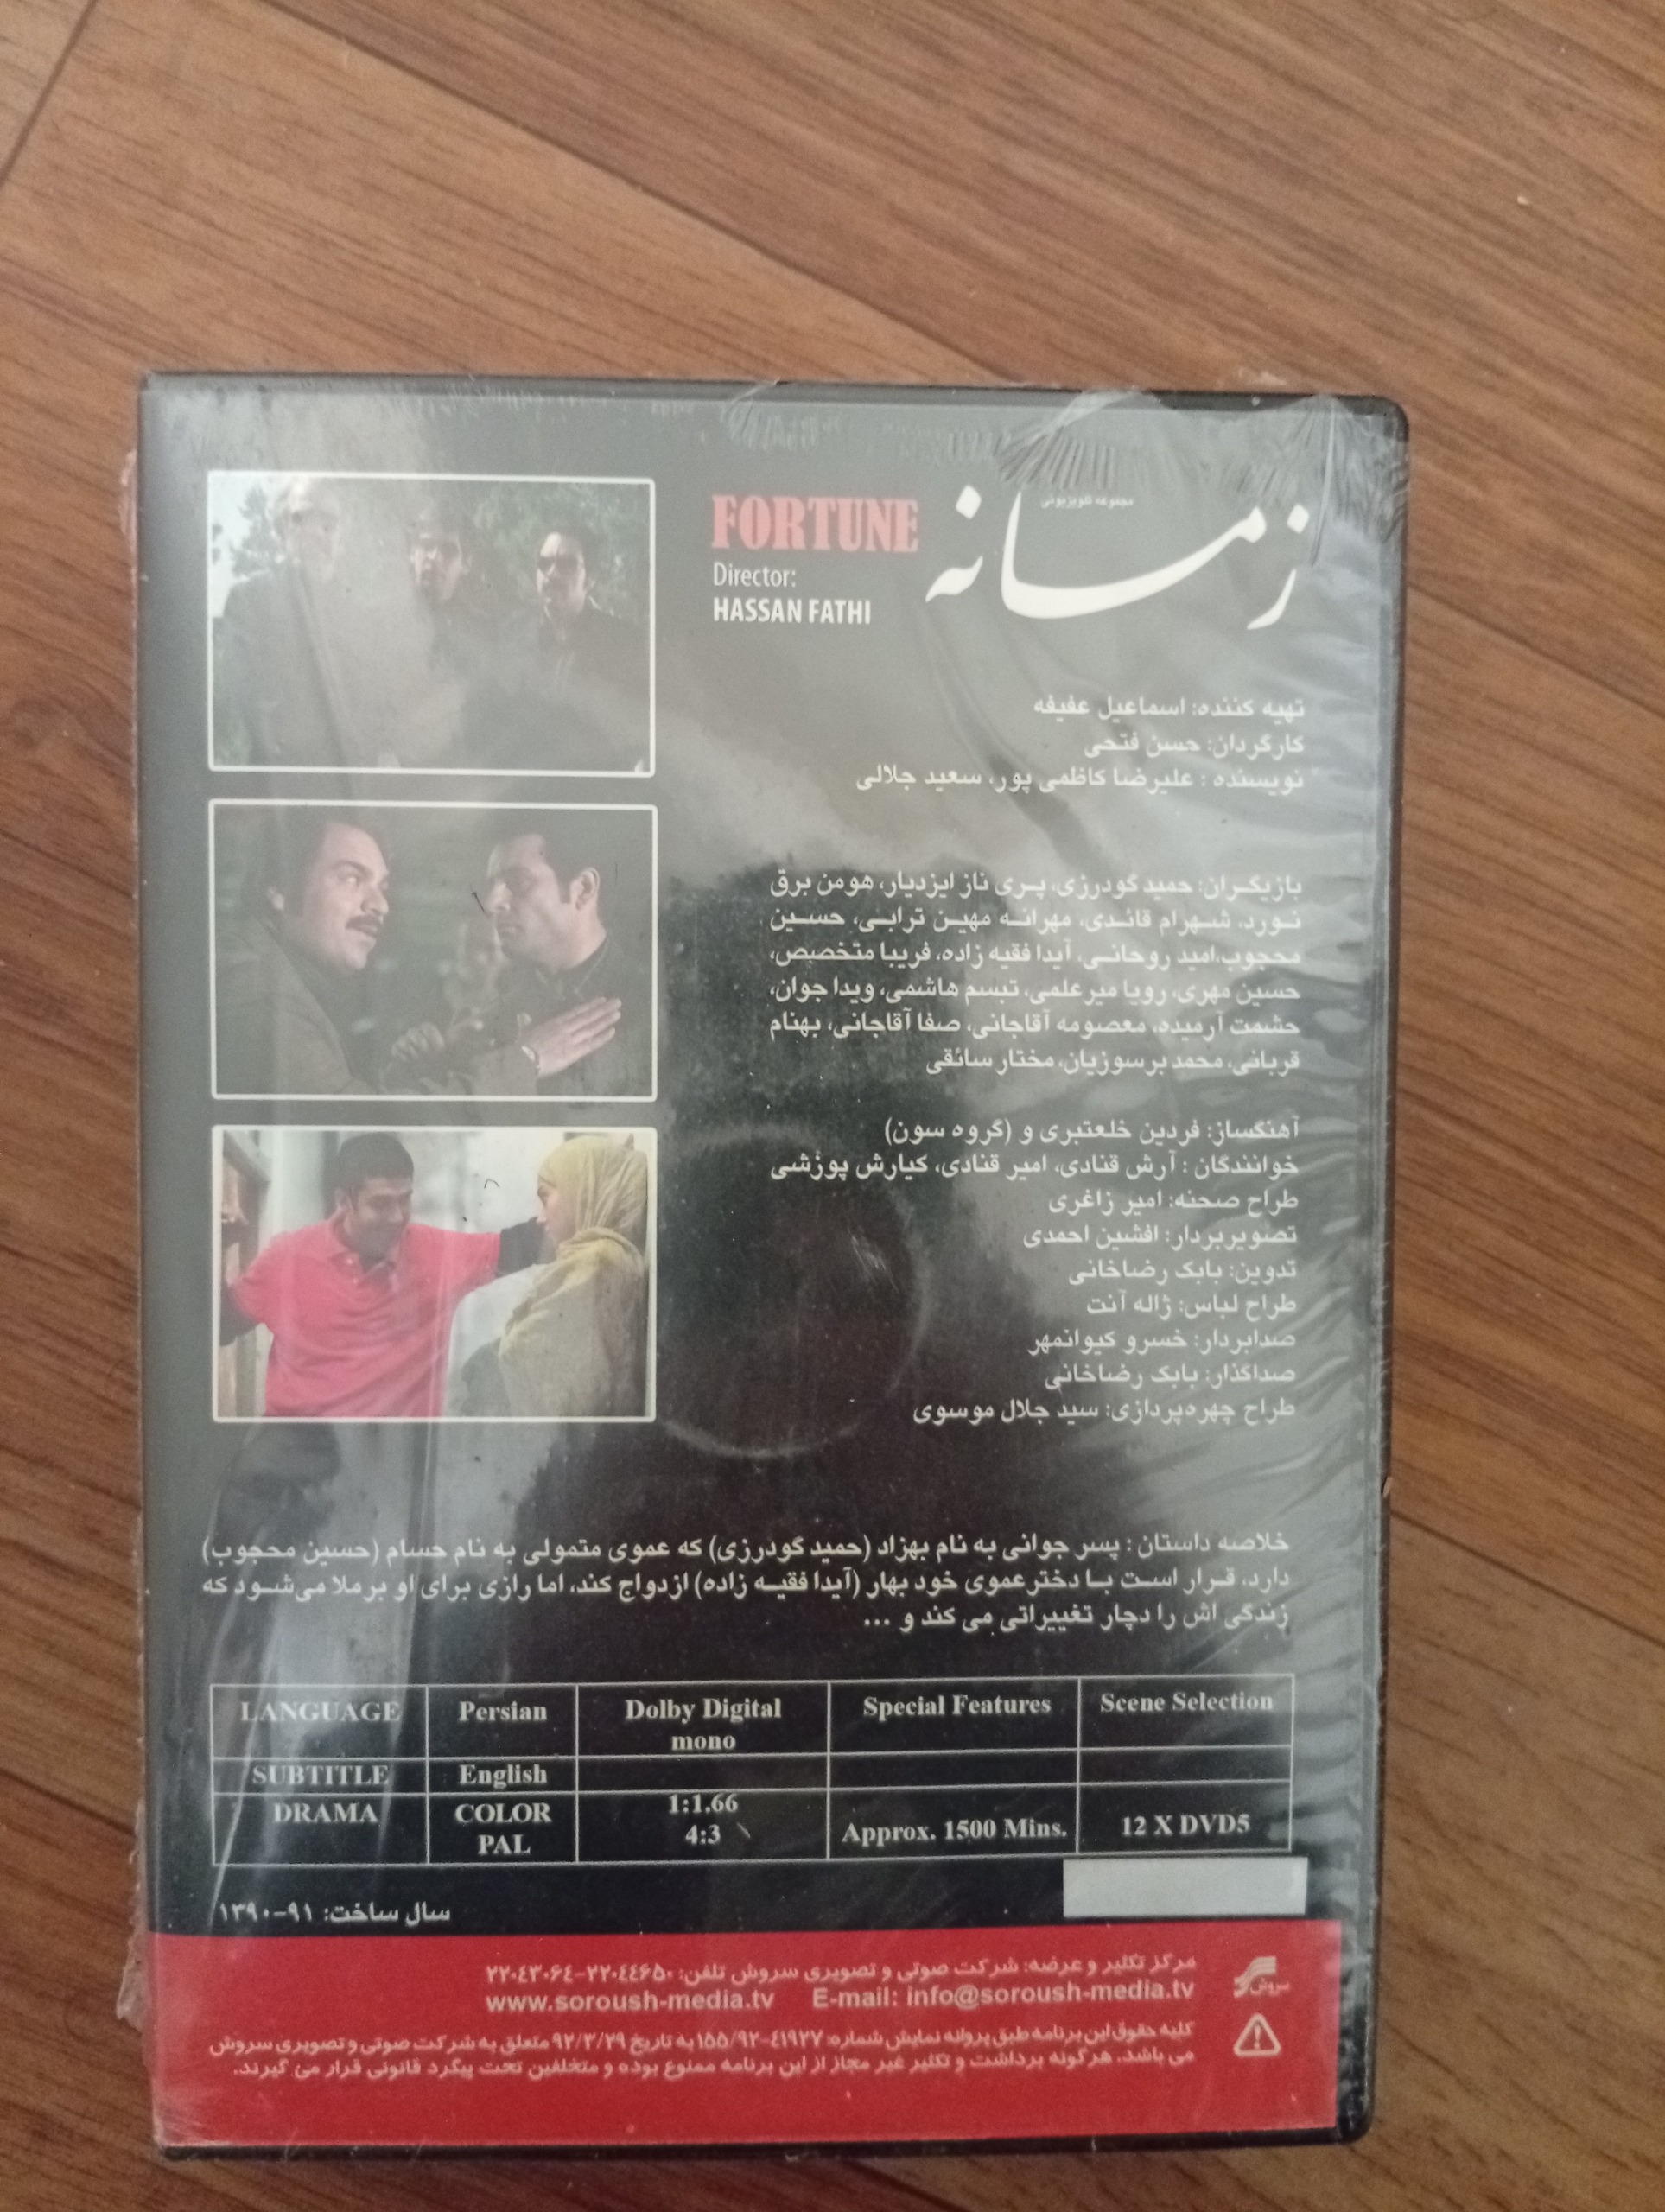 مجموعه تلویزیونی
زمانه
FORTUNE
Director:
HASSAN FATHI
تهیه کننده: اسماعیل عفیفه
کارگردان: حسن فتحی
نویسنده : علیرضا کاظمی پور، سعید جلالی
بازیگران: حمید گودرزی، پری ناز ایزدیار، هومن برق
نورد، شهرام قائدی، مهرانه مهین ترابی، حسین
محجوب،امید روحانی، آیدا فقیه زاده، فریبا متخصص،
حسین مهری، رویا میرعلمی، تبسم هاشمی، ویدا جوان،
حشمت آرمیده، معصومه آقاجانی، صفا آقاجانی، بهنام
قربانی، محمد برسوزیان، مختار سائقی
آهنگساز: فردین خلعتبری و (گروه سون)
خوانندگان : آرش قنادی، امیر قنادی، کیارش پوزشی
طراح صحنه: امیر زاغری
تصویربردار: افشین احمدی
تدوین: بابک رضاخانی
طراح لباس: ژاله آنت
صدابردار: خسرو کیوانمهر
صداگذار: بابک رضاخانی
طراح چهره‌پردازی: سید جلال موسوی
خلاصه داستان : پسر جوانی به نام بهزاد (حمید گودرزی) که عموی متمولی به نام حسام (حسین محجوب)
دارد، قرار است با دخترعموی خود بهار (آیدا فقیه زاده) ازدواج کند، اما رازی برای او برملا می‌شود که
زندگی اش را دچار تغییراتی می کند و ...
LANGUAGE Persian Dolby Digital mono Special Features Scene Selection
SUBTITLE English
DRAMA COLOR PAL 1:1.66 4:3 Approx. 1500 Mins. 12 X DVD5
سال ساخت: ۹۱-۱۳۹۰
مرکز تکثیر و عرضه: شرکت صوتی و تصویری سروش تلفن: ۲۲۰۴۴۶۵۰-۲۲۰۴۳۰۶۴
www.soroush-media.tv E-mail: info@soroush-media.tv
سروش
کلیه حقوق این برنامه طبق پروانه نمایش شماره: ۴۱۹۲۷-۱۵۵/۹۲ به تاریخ ۹۲/۳/۲۹ متعلق به شرکت صوتی و تصویری سروش
می باشد. هرگونه برداشت و تکثیر غیر مجاز از این برنامه ممنوع بوده و متخلفین تحت پیگرد قانونی قرار می گیرند.